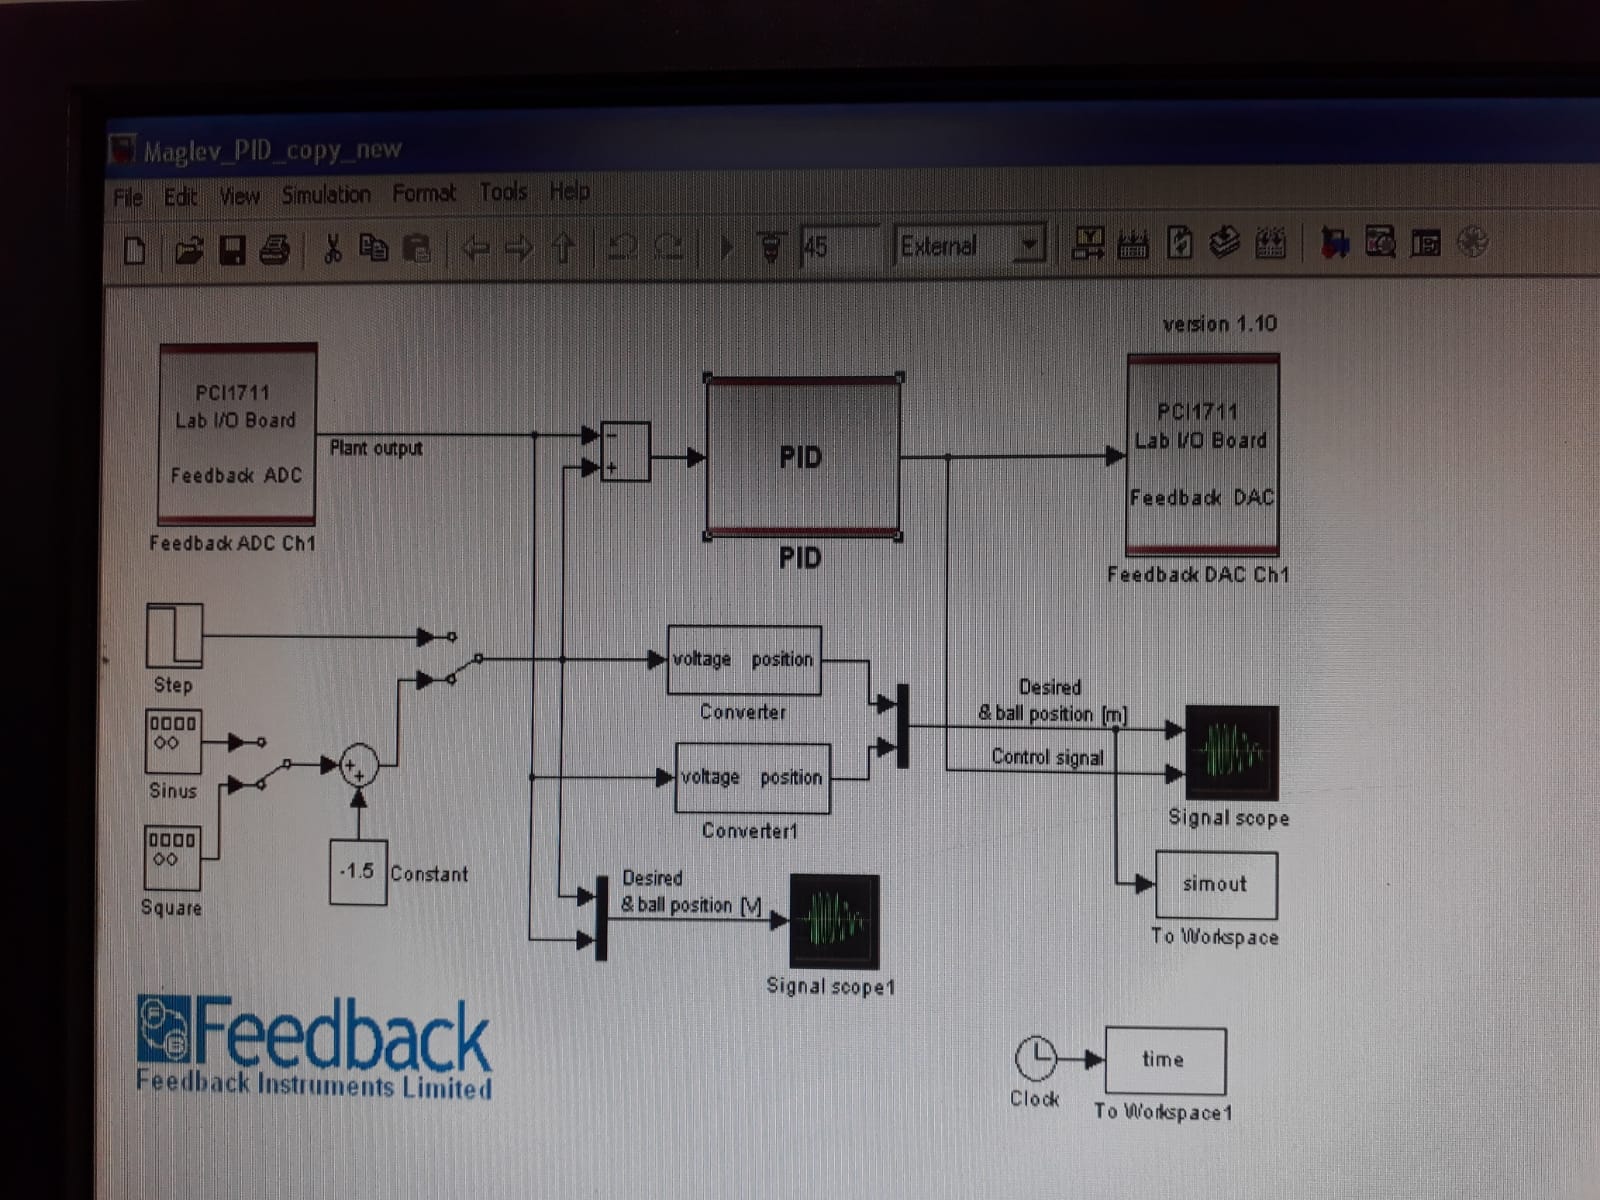 Maglev_PID_copy_new
File Edit View Simulation Format Tools Help
45
External
version 1.10
PCI1711
Lab I/O Board
Feedback ADC
Feedback ADC Ch1
Plant output
-
+
PID
PID
PCI1711
Lab I/O Board
Feedback DAC
Feedback DAC Ch1
Step
Sinus
Square
+
+
-1.5
Constant
voltage position
Converter
voltage position
Converter1
Desired
& ball position [m]
Control signal
Signal scope
simout
To Workspace
Desired
& ball position [V]
Signal scope1
Feedback
Feedback Instruments Limited
Clock
time
To Workspace1